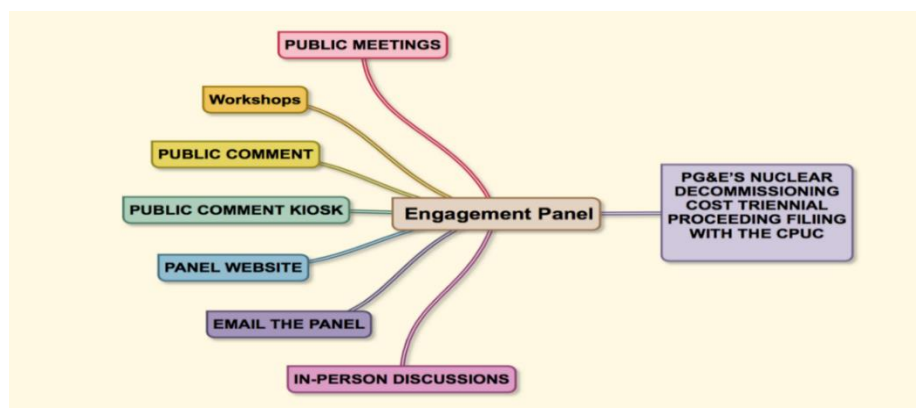 PUBLIC MEETINGS
Workshops
PUBLIC COMMENT
PUBLIC COMMENT KIOSK
PANEL WEBSITE
EMAIL THE PANEL
IN-PERSON DISCUSSIONS
Engagement Panel
PG&E'S NUCLEAR
DECOMMISSIONING
COST TRIENNIAL
PROCEEDING FILIING
WITH THE CPUC